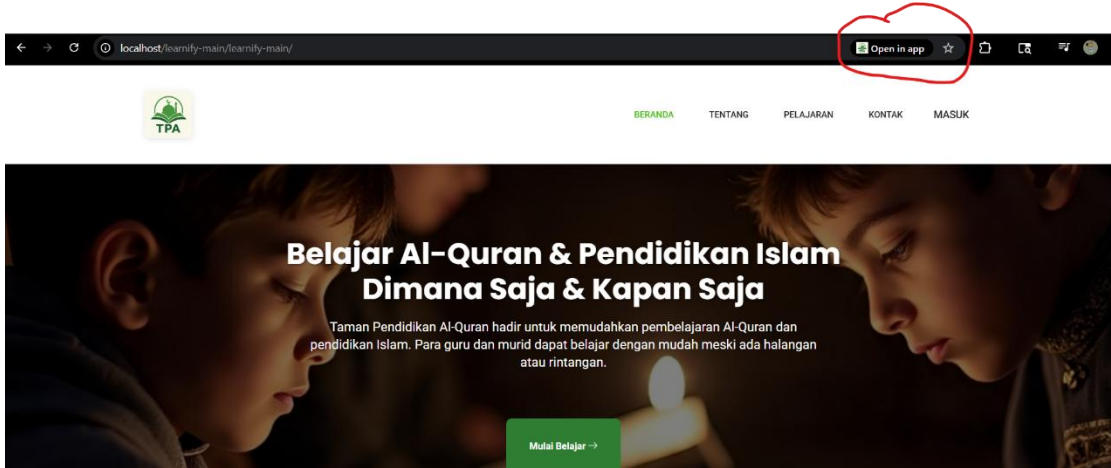 localhost/learnify-main/learnify-main/
Open in app
TPA
BERANDA TENTANG PELAJARAN KONTAK MASUK
Belajar Al-Quran & Pendidikan Islam
Dimana Saja & Kapan Saja
Taman Pendidikan Al-Quran hadir untuk memudahkan pembelajaran Al-Quran dan
pendidikan Islam. Para guru dan murid dapat belajar dengan mudah meski ada halangan
atau rintangan.
Mulai Belajar →